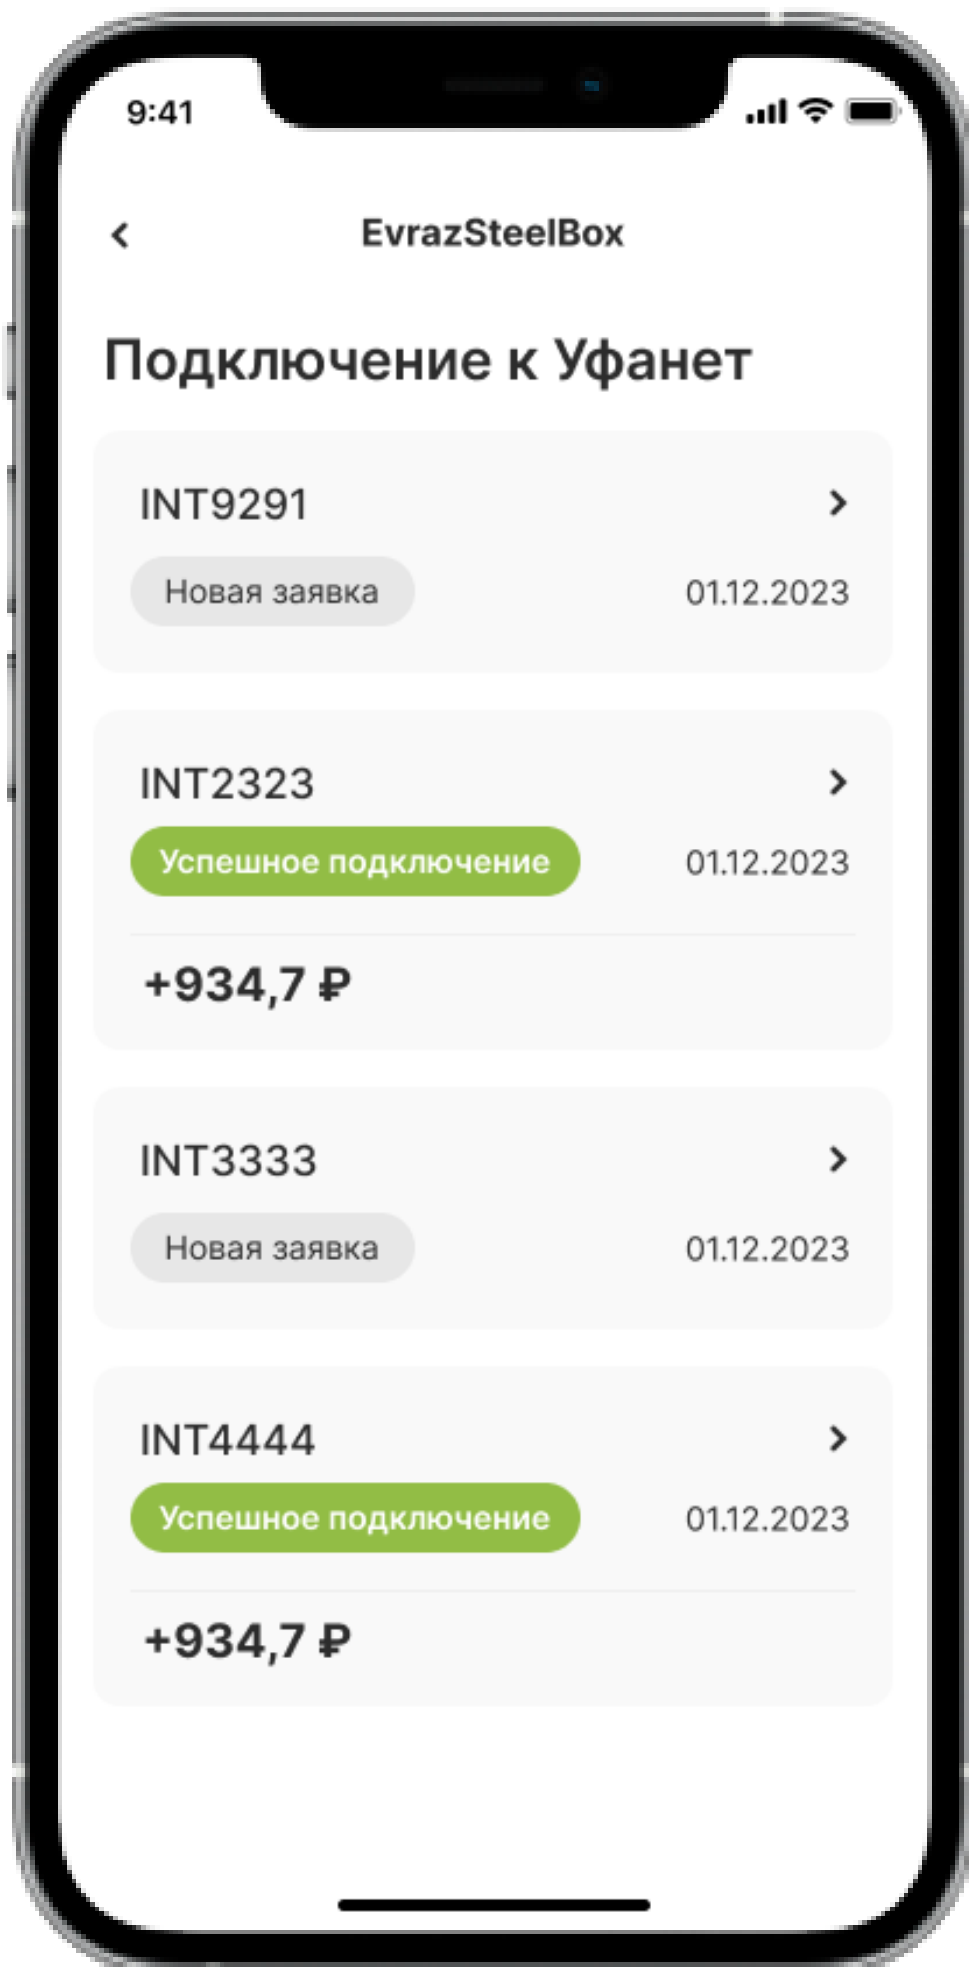 9:41
EvrazSteelBox
Подключение к Уфанет
INT9291
Новая заявка 01.12.2023
INT2323
Успешное подключение 01.12.2023
+934,7 ₽
INT3333
Новая заявка 01.12.2023
INT4444
Успешное подключение 01.12.2023
+934,7 ₽